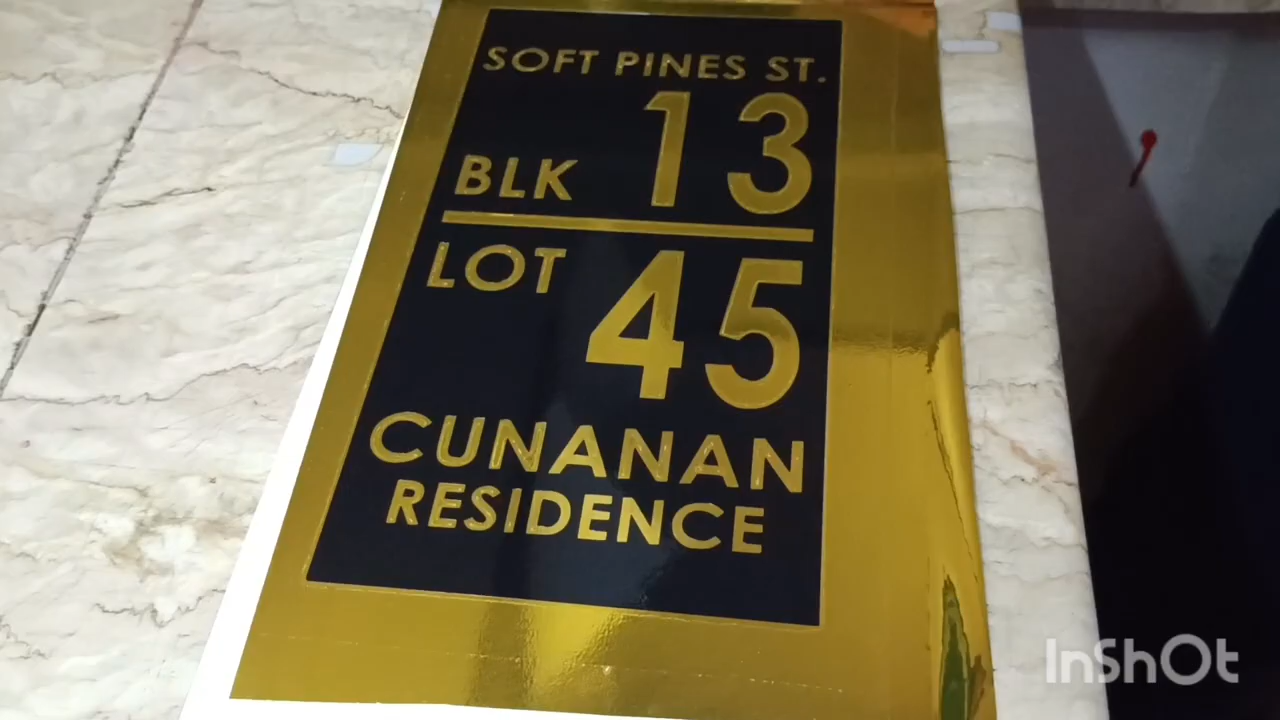 SOFT PINES ST.
BLK 13
LOT 45
CUNANAN
RESIDENCE
InShOt